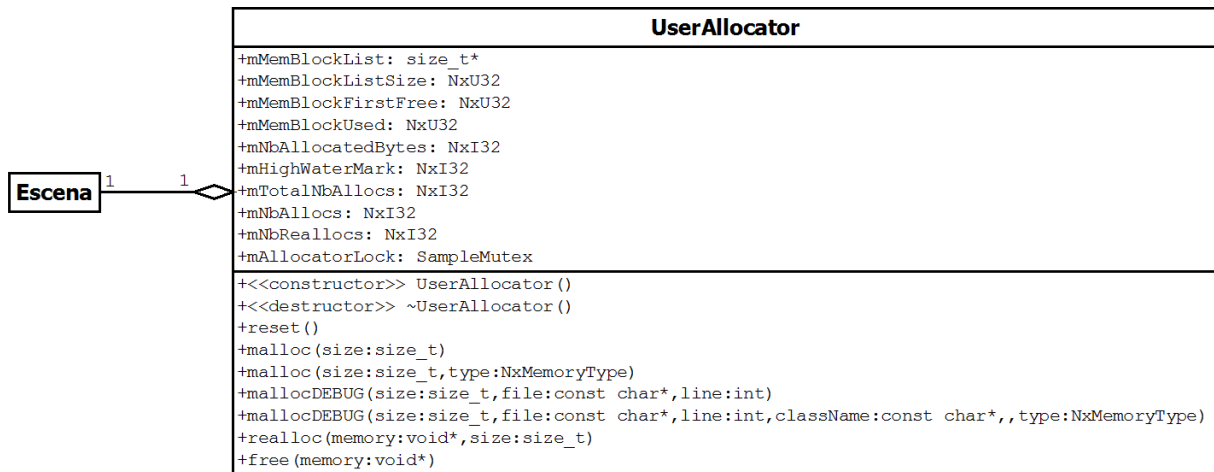 UserAllocator
+mMemBlockList: size_t*
+mMemBlockListSize: NxU32
+mMemBlockFirstFree: NxU32
+mMemBlockUsed: NxU32
+mNbAllocatedBytes: NxI32
+mHighWaterMark: NxI32
+mTotalNbAllocs: NxI32
+mNbAllocs: NxI32
+mNbReallocs: NxI32
+mAllocatorLock: SampleMutex
Escena
1
1
+<<constructor>> UserAllocator()
+<<destructor>> ~UserAllocator()
+reset()
+malloc(size:size_t)
+malloc(size:size_t,type:NxMemoryType)
+mallocDEBUG(size:size_t,file:const char*,line:int)
+mallocDEBUG(size:size_t,file:const char*,line:int,className:const char*,,type:NxMemoryType)
+realloc(memory:void*,size:size_t)
+free(memory:void*)